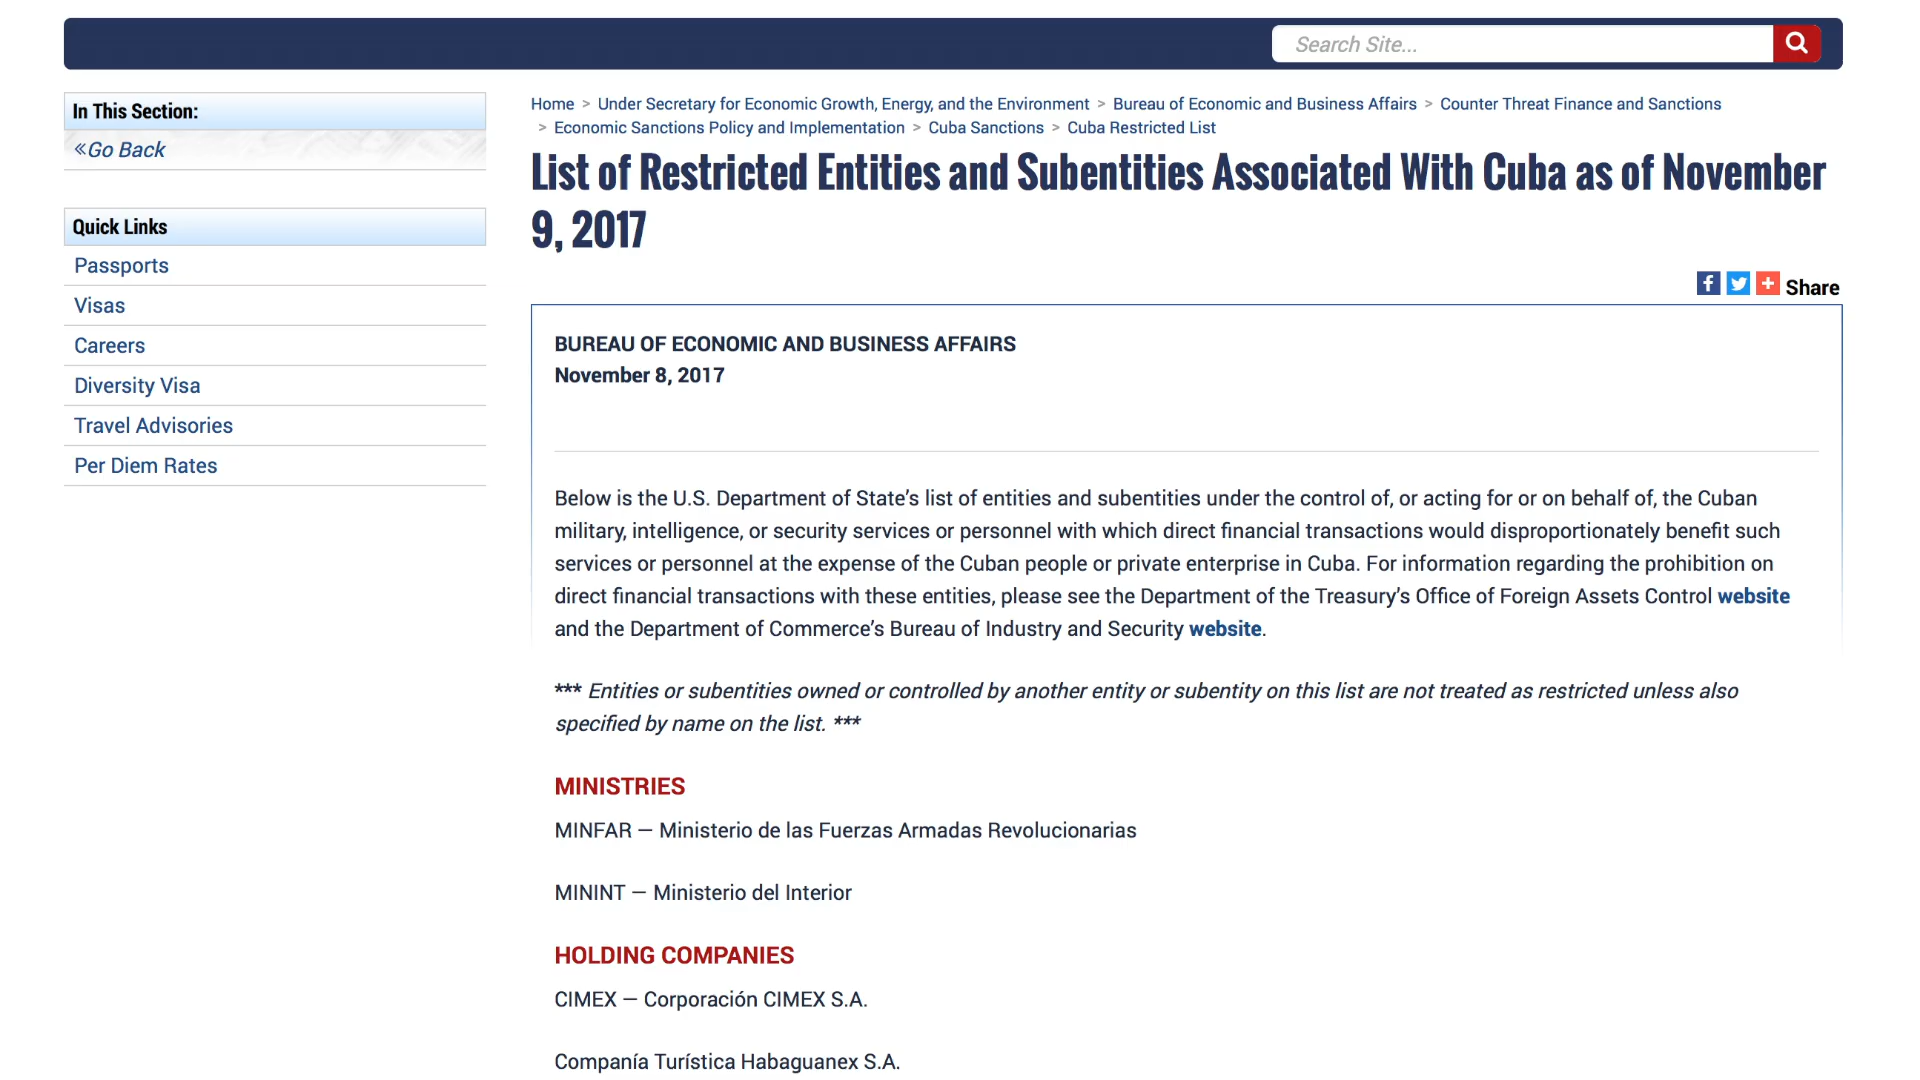 Search Site...
In This Section:
«Go Back
Quick Links
Passports
Visas
Careers
Diversity Visa
Travel Advisories
Per Diem Rates
Home > Under Secretary for Economic Growth, Energy, and the Environment > Bureau of Economic and Business Affairs > Counter Threat Finance and Sanctions
> Economic Sanctions Policy and Implementation > Cuba Sanctions > Cuba Restricted List
List of Restricted Entities and Subentities Associated With Cuba as of November
9, 2017
Share
BUREAU OF ECONOMIC AND BUSINESS AFFAIRS
November 8, 2017
Below is the U.S. Department of State’s list of entities and subentities under the control of, or acting for or on behalf of, the Cuban
military, intelligence, or security services or personnel with which direct financial transactions would disproportionately benefit such
services or personnel at the expense of the Cuban people or private enterprise in Cuba. For information regarding the prohibition on
direct financial transactions with these entities, please see the Department of the Treasury’s Office of Foreign Assets Control website
and the Department of Commerce’s Bureau of Industry and Security website.
*** Entities or subentities owned or controlled by another entity or subentity on this list are not treated as restricted unless also
specified by name on the list. ***
MINISTRIES
MINFAR — Ministerio de las Fuerzas Armadas Revolucionarias
MININT — Ministerio del Interior
HOLDING COMPANIES
CIMEX — Corporación CIMEX S.A.
Companía Turística Habaguanex S.A.